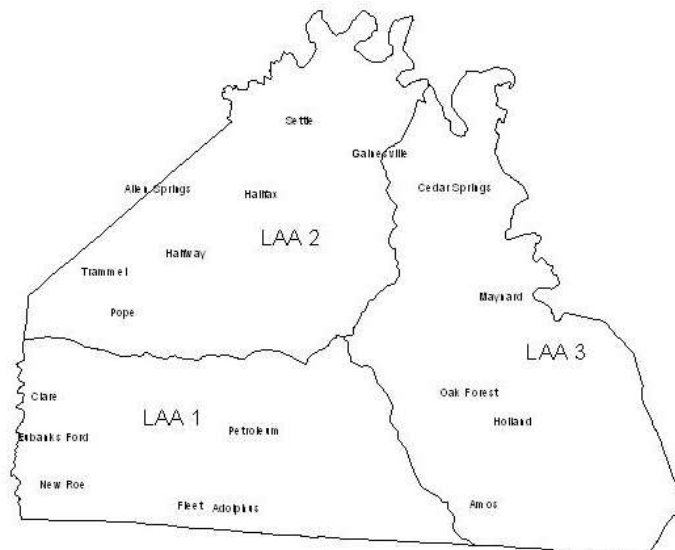 Settle
Gainesville
Allen Springs
Halifax
Cedar Springs
LAA 2
Halfway
Trammel
Pope
Maynard
LAA 3
Clare
Oak Forest
LAA 1
Petroleum
Holland
Eubanks Ford
New Roe
Fleet
Adolphus
Amos